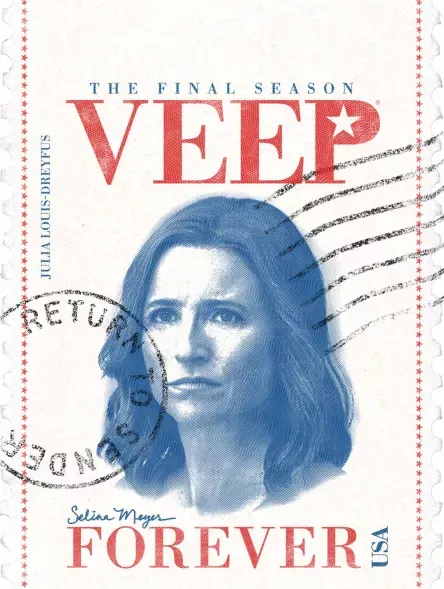 THE FINAL SEASON
VEEP
JULIA LOUIS-DREYFUS
RETURN TO SENDER
Selina Meyer
FOREVER
USA